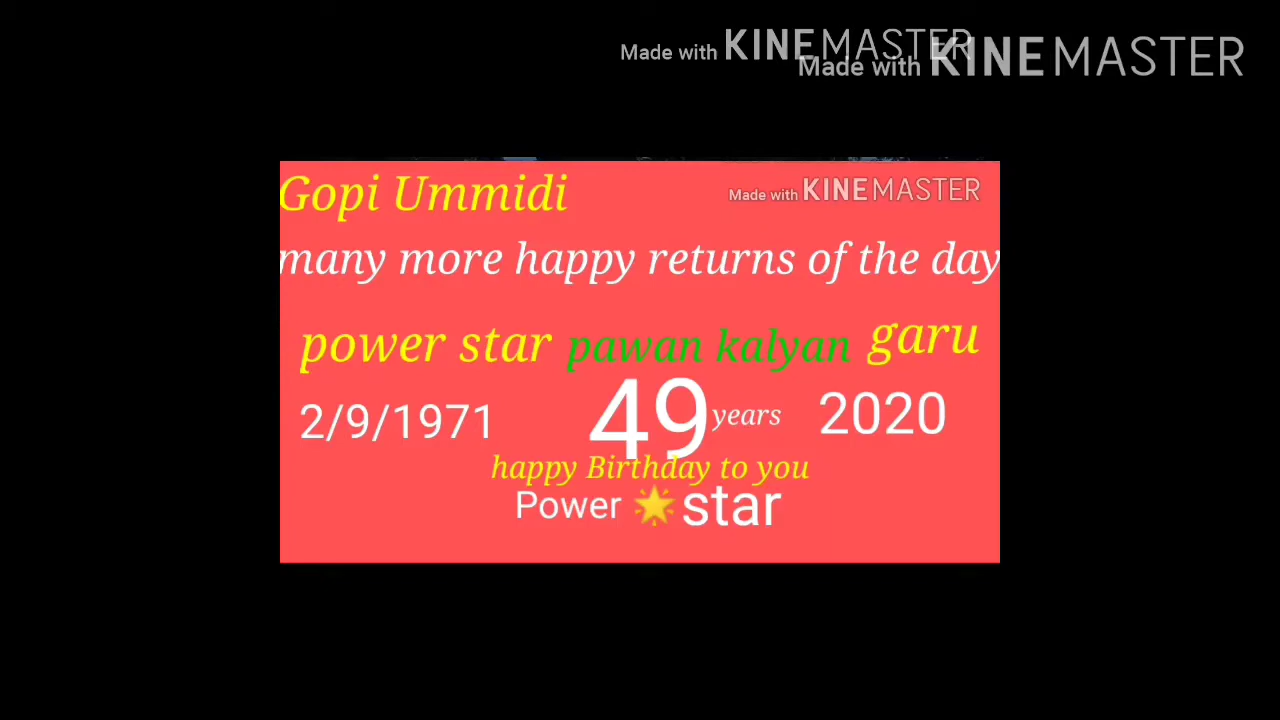 Made with KINEMASTER
Made with KINEMASTER
Gopi Ummidi
Made with KINEMASTER
many more happy returns of the day
power star pawan kalyan garu
2/9/1971 49 years 2020
happy Birthday to you
Power 🌟 star